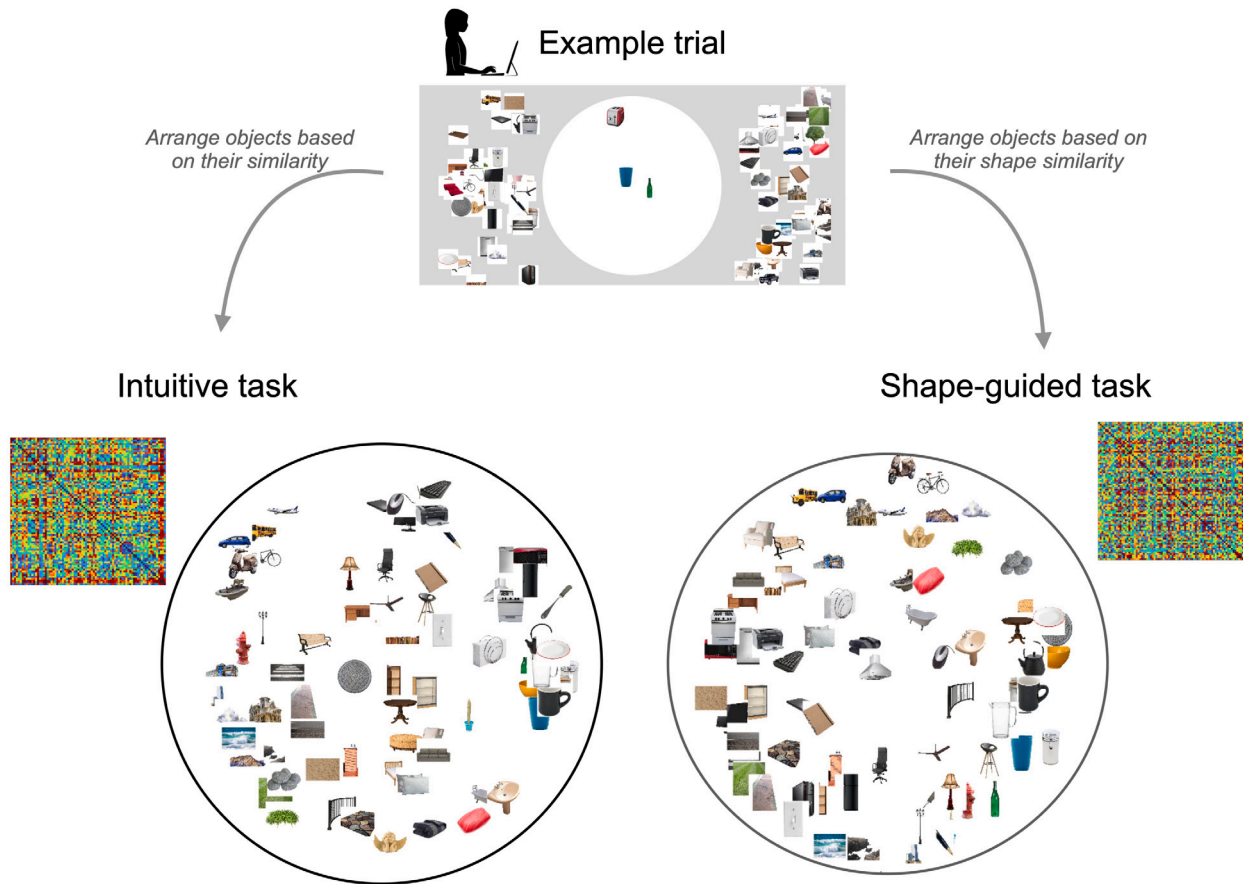 Example trial
Arrange objects based
on their similarity
Arrange objects based on
their shape similarity
Intuitive task
Shape-guided task